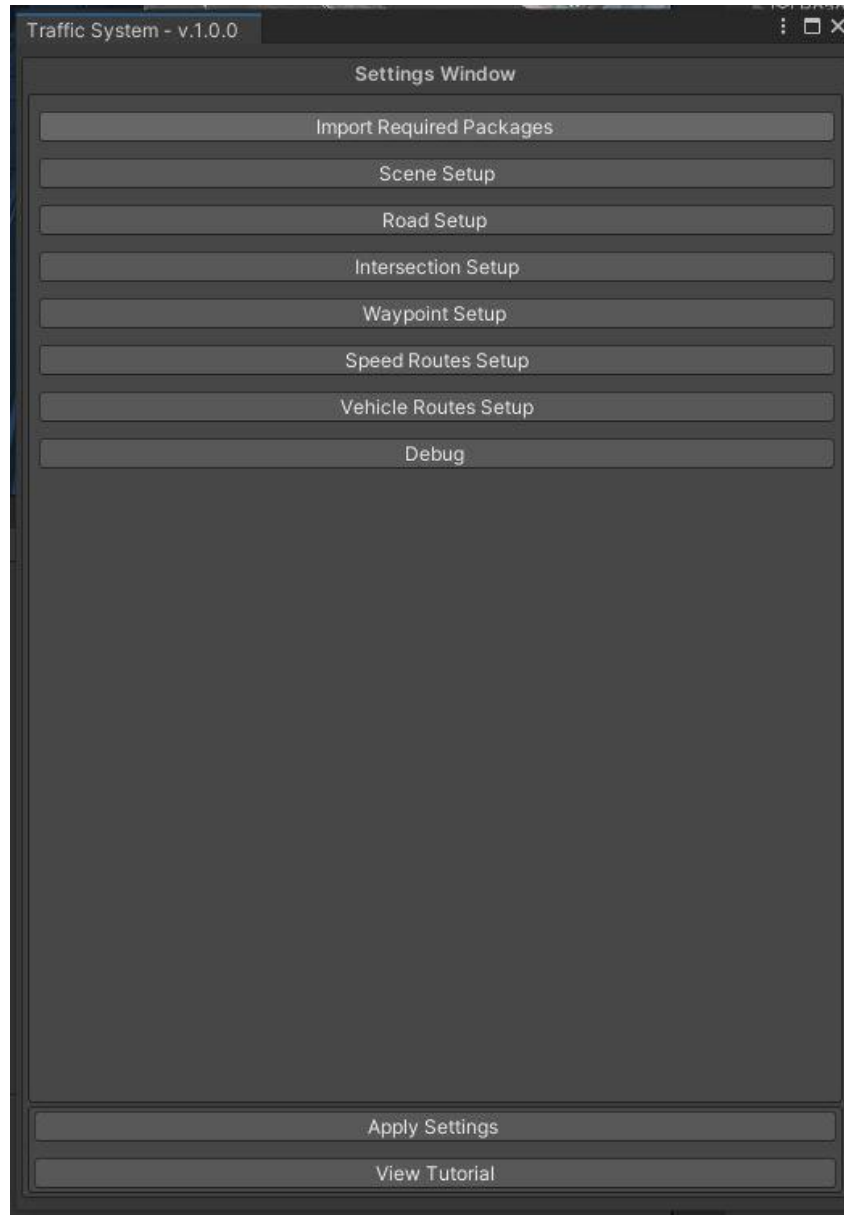 Traffic System - v.1.0.0
Settings Window
Import Required Packages
Scene Setup
Road Setup
Intersection Setup
Waypoint Setup
Speed Routes Setup
Vehicle Routes Setup
Debug
Apply Settings
View Tutorial